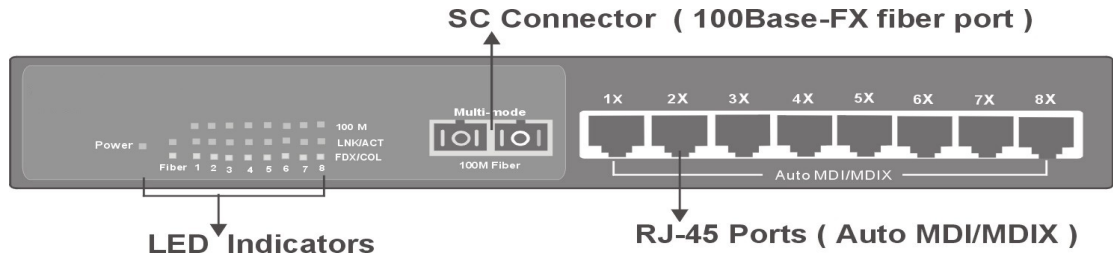 SC Connector ( 100Base-FX fiber port )
1X 2X 3X 4X 5X 6X 7X 8X
Multi-mode
100 M
Power LNK/ACT
FDX/COL
Fiber 1 2 3 4 5 6 7 8
100M Fiber
Auto MDI/MDIX
LED Indicators
RJ-45 Ports ( Auto MDI/MDIX )